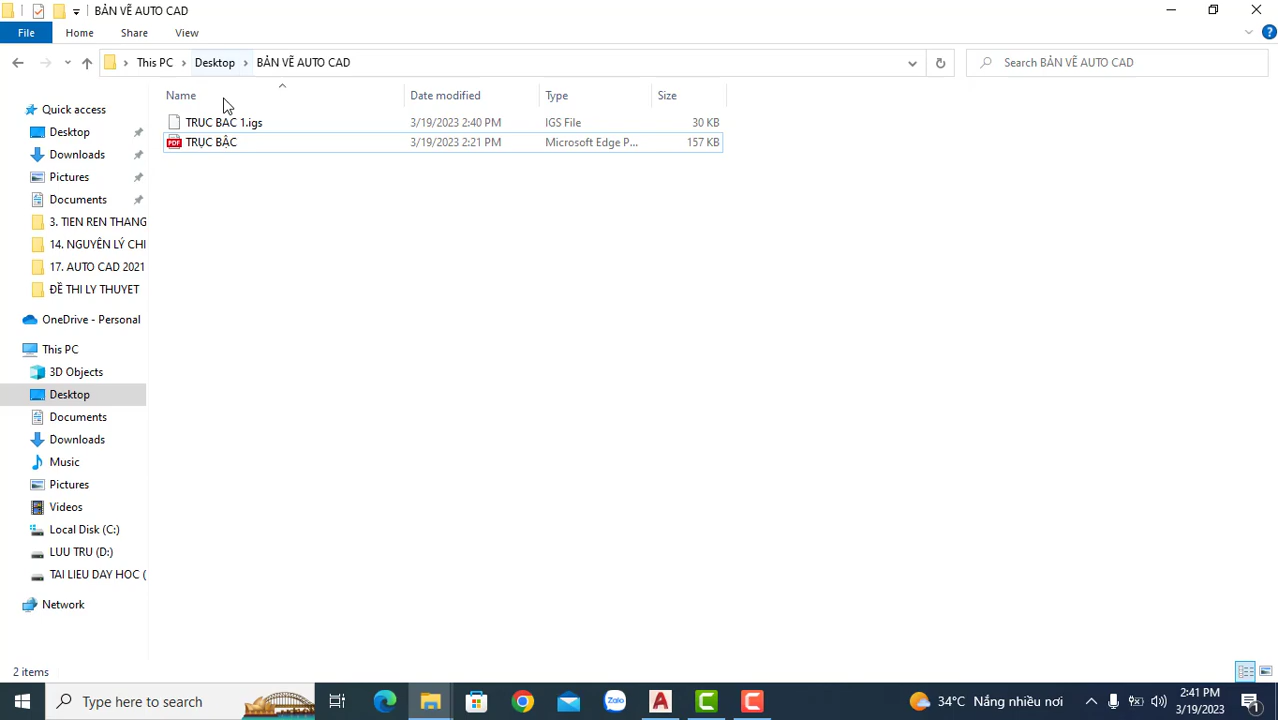 BẢN VẼ AUTO CAD
File Home Share View
This PC Desktop BẢN VẼ AUTO CAD Search BẢN VẼ AUTO CAD
Name Date modified Type Size
TRUC BAC 1.igs 3/19/2023 2:40 PM IGS File 30 KB
TRỤC BẬC 3/19/2023 2:21 PM Microsoft Edge P... 157 KB
Quick access
Desktop
Downloads
Pictures
Documents
3. TIEN REN THANG
14. NGUYÊN LÝ CHI
17. AUTO CAD 2021
ĐỀ THI LY THUYET
OneDrive - Personal
This PC
3D Objects
Desktop
Documents
Downloads
Music
Pictures
Videos
Local Disk (C:)
LUU TRU (D:)
TAI LIEU DAY HOC (
Network
2 items
Type here to search
Zalo
34°C Nắng nhiều nơi
2:41 PM
3/19/2023